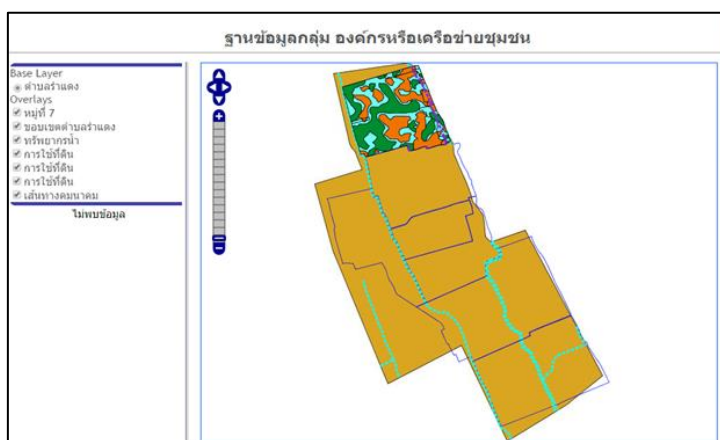 ฐานข้อมูลกลุ่ม องค์กรหรือเครือข่ายชุมชน
Base Layer
ตำบลรำแดง
Overlays
หมู่ที่ 7
ขอบเขตตำบลรำแดง
ทรัพยากรน้ำ
การใช้ที่ดิน
การใช้ที่ดิน
การใช้ที่ดิน
เส้นทางคมนาคม
ไม่พบข้อมูล